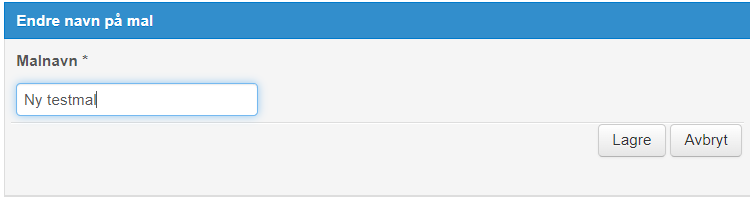 Endre navn på mal
Malnavn *
Ny testmal
Lagre Avbryt